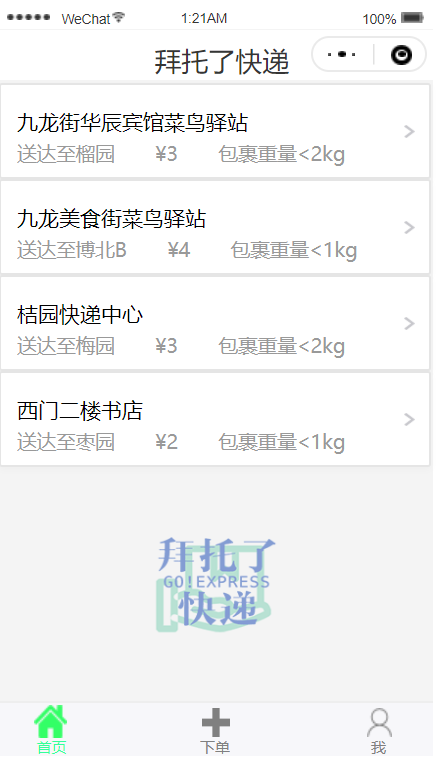 WeChat 1:21AM 100%
拜托了快递
九龙街华辰宾馆菜鸟驿站
送达至榴园 ¥3 包裹重量<2kg
九龙美食街菜鸟驿站
送达至博北B ¥4 包裹重量<1kg
桔园快递中心
送达至梅园 ¥3 包裹重量<2kg
西门二楼书店
送达至枣园 ¥2 包裹重量<1kg
拜托了
GO!EXPRESS
快递
首页 下单 我